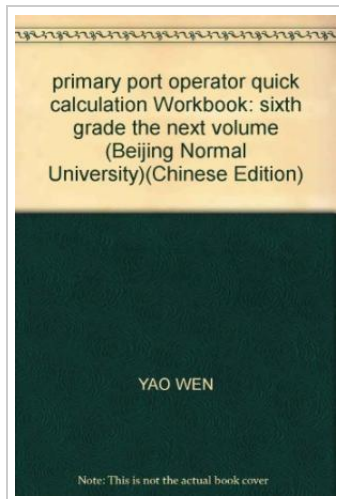 primary port operator quick
calculation Workbook: sixth
grade the next volume
(Beijing Normal
University)(Chinese Edition)
YAO WEN
Note: This is not the actual book cover